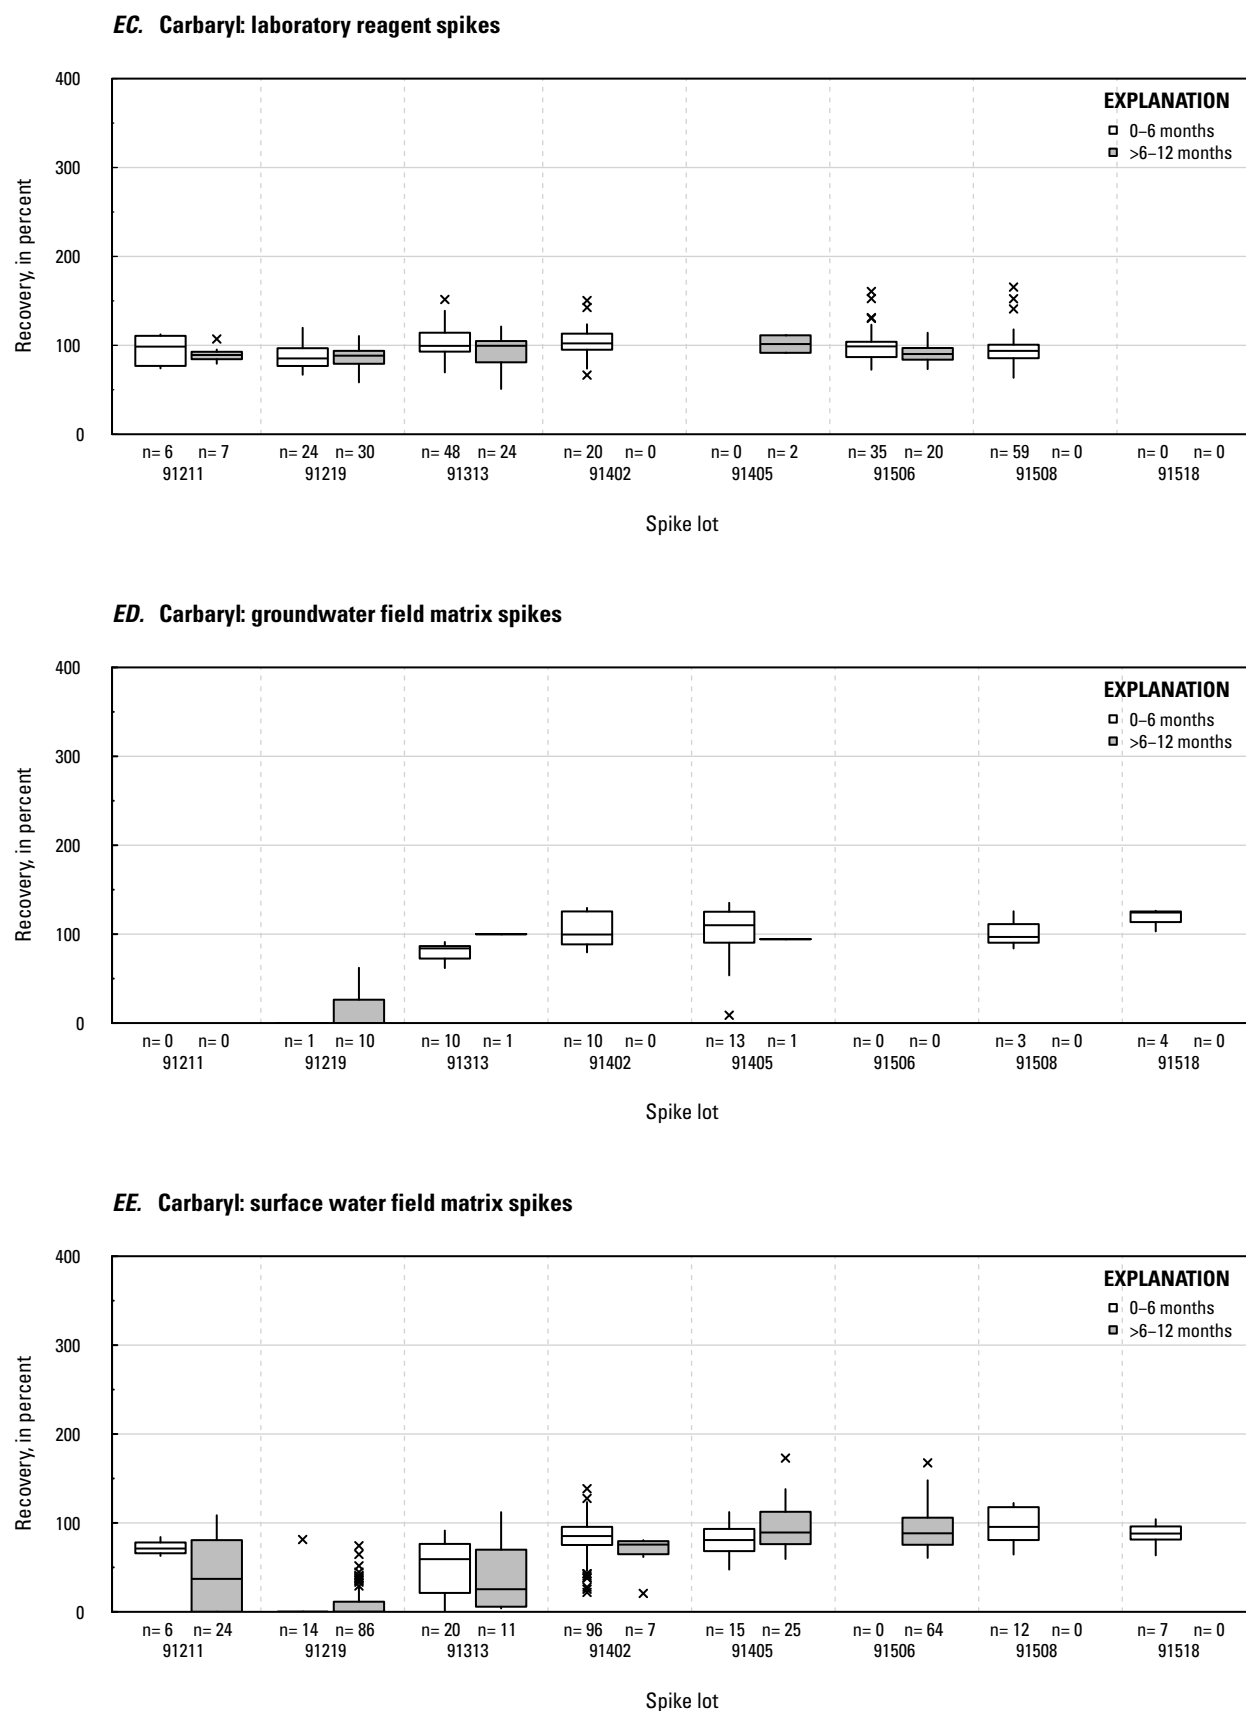 EC. Carbaryl: laboratory reagent spikes
400
300
200
100
0
Recovery, in percent
EXPLANATION
0–6 months
>6–12 months
n= 6 n= 7 n= 24 n= 30 n= 48 n= 24 n= 20 n= 0 n= 0 n= 2 n= 35 n= 20 n= 59 n= 0 n= 0 n= 0
91211 91219 91313 91402 91405 91506 91508 91518
Spike lot
ED. Carbaryl: groundwater field matrix spikes
400
300
200
100
0
Recovery, in percent
EXPLANATION
0–6 months
>6–12 months
n= 0 n= 0 n= 1 n= 10 n= 10 n= 1 n= 10 n= 0 n= 13 n= 1 n= 0 n= 0 n= 3 n= 0 n= 4 n= 0
91211 91219 91313 91402 91405 91506 91508 91518
Spike lot
EE. Carbaryl: surface water field matrix spikes
400
300
200
100
0
Recovery, in percent
EXPLANATION
0–6 months
>6–12 months
n= 6 n= 24 n= 14 n= 86 n= 20 n= 11 n= 96 n= 7 n= 15 n= 25 n= 0 n= 64 n= 12 n= 0 n= 7 n= 0
91211 91219 91313 91402 91405 91506 91508 91518
Spike lot